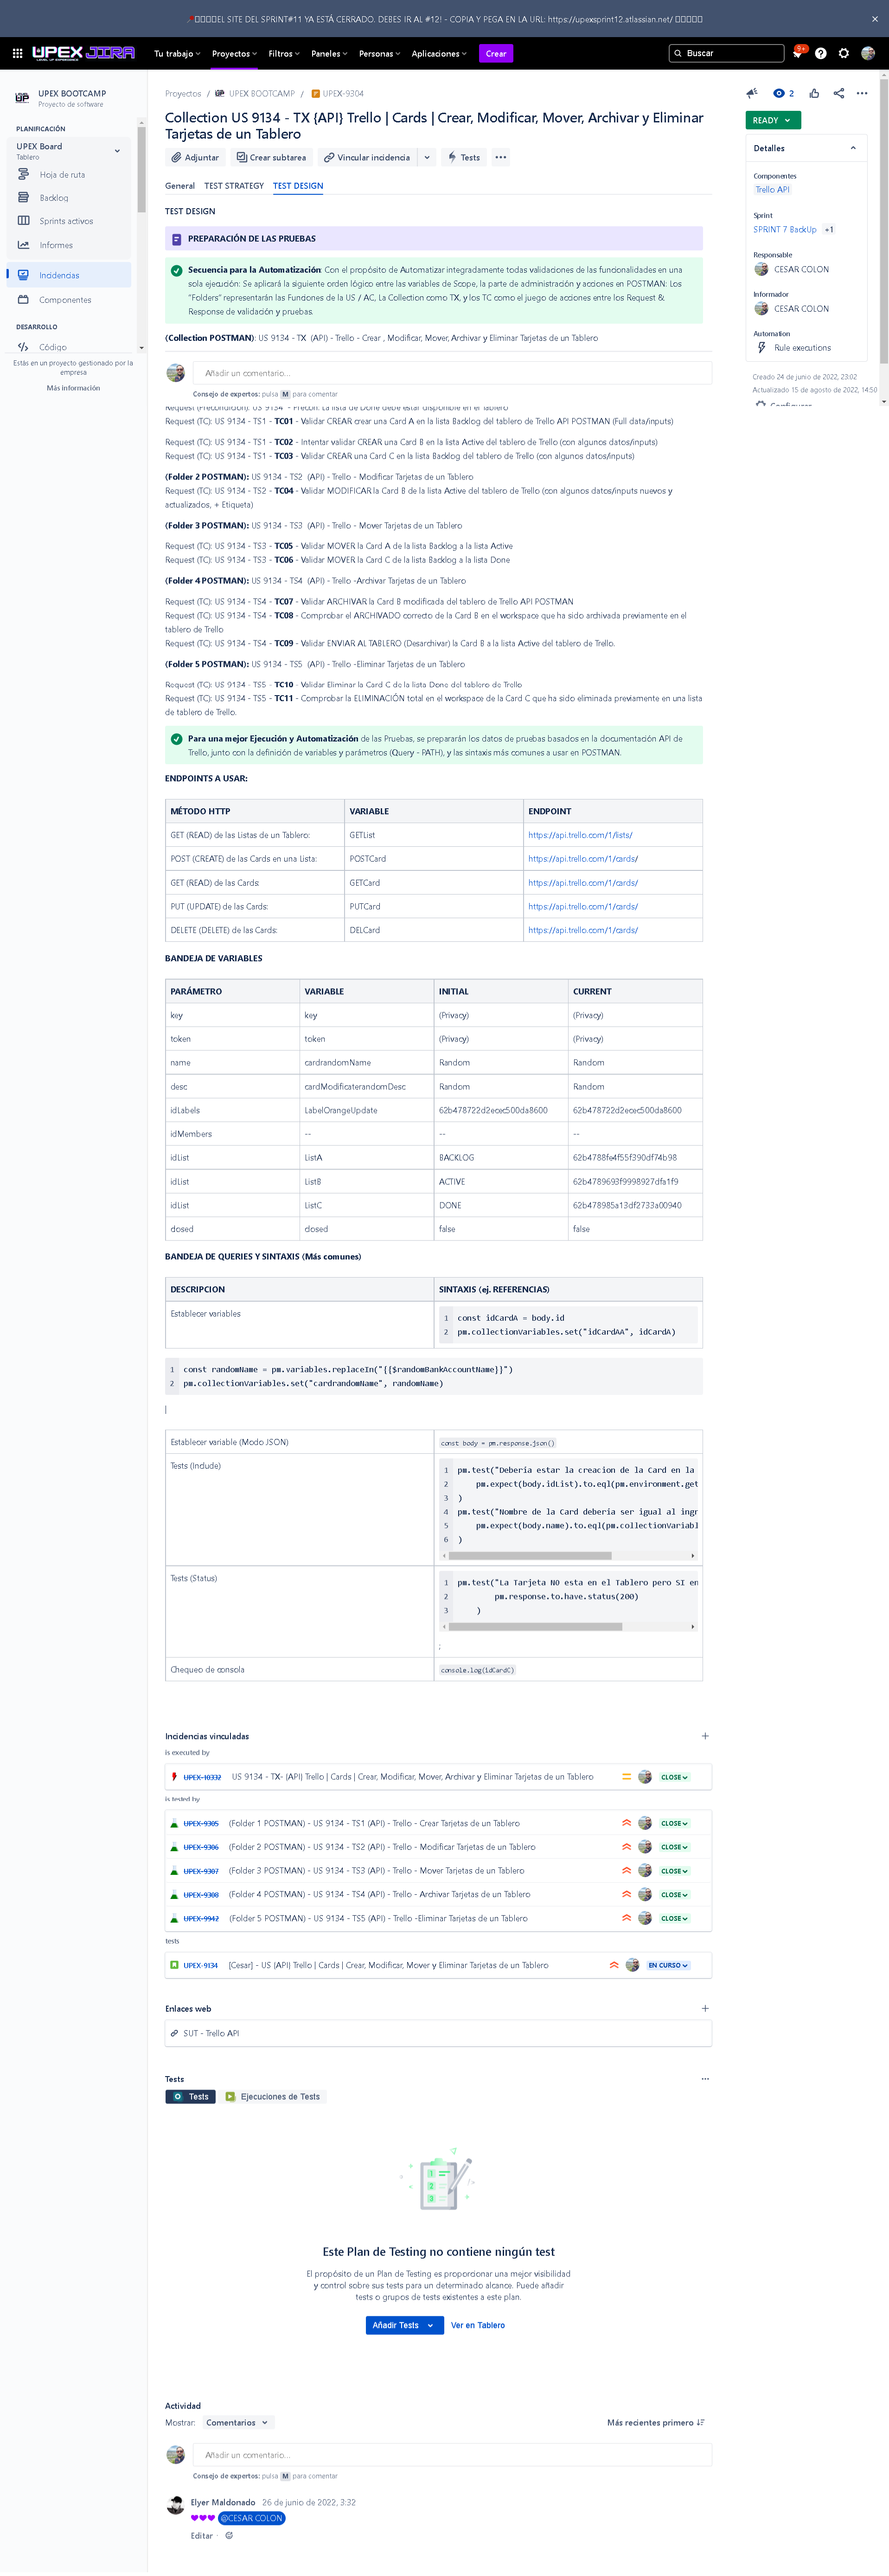 EL SITE DEL SPRINT#11 YA ESTÁ CERRADO. DEBES IR AL #12! - COPIA Y PEGA EN LA URL: https://upexsprint12.atlassian.net/
UPEX JIRA
Tu trabajo
Proyectos
Filtros
Paneles
Personas
Aplicaciones
Crear
Buscar
9+
UPEX BOOTCAMP
Proyecto de software
PLANIFICACIÓN
UPEX Board
Tablero
Hoja de ruta
Backlog
Sprints activos
Informes
Incidencias
Componentes
DESARROLLO
Código
Estás en un proyecto gestionado por la
empresa
Más información
Proyectos / UPEX BOOTCAMP / UPEX-9304
Collection US 9134 - TX {API} Trello | Cards | Crear, Modificar, Mover, Archivar y Eliminar
Tarjetas de un Tablero
Adjuntar
Crear subtarea
Vincular incidencia
Tests
General
TEST STRATEGY
TEST DESIGN
TEST DESIGN
PREPARACIÓN DE LAS PRUEBAS
Secuencia para la Automatización: Con el propósito de Automatizar integradamente todas validaciones de las funcionalidades en una
sola ejecución: Se aplicará la siguiente orden lógico entre las variables de Scope, la parte de administración y acciones en POSTMAN: Los
"Folders" representarán las Funciones de la US / AC, La Collection como TX, y los TC como el juego de acciones entre los Request &
Response de validación y pruebas.
(Collection POSTMAN): US 9134 - TX (API) - Trello - Crear , Modificar, Mover, Archivar y Eliminar Tarjetas de un Tablero
Añadir un comentario...
Consejo de expertos: pulsa M para comentar
Request (Precondición): US 9134 - Precon: La lista de Done debe estar disponible en el Tablero
Request (TC): US 9134 - TS1 - TC01 - Validar CREAR crear una Card A en la lista Backlog del tablero de Trello API POSTMAN (Full data/inputs)
Request (TC): US 9134 - TS1 - TC02 - Intentar validar CREAR una Card B en la lista Active del tablero de Trello (con algunos datos/inputs)
Request (TC): US 9134 - TS1 - TC03 - Validar CREAR una Card C en la lista Backlog del tablero de Trello (con algunos datos/inputs)
(Folder 2 POSTMAN): US 9134 - TS2 (API) - Trello - Modificar Tarjetas de un Tablero
Request (TC): US 9134 - TS2 - TC04 - Validar MODIFICAR la Card B de la lista Active del tablero de Trello (con algunos datos/inputs nuevos y
actualizados, + Etiqueta)
(Folder 3 POSTMAN): US 9134 - TS3 (API) - Trello - Mover Tarjetas de un Tablero
Request (TC): US 9134 - TS3 - TC05 - Validar MOVER la Card A de la lista Backlog a la lista Active
Request (TC): US 9134 - TS3 - TC06 - Validar MOVER la Card C de la lista Backlog a la lista Done
(Folder 4 POSTMAN): US 9134 - TS4 (API) - Trello -Archivar Tarjetas de un Tablero
Request (TC): US 9134 - TS4 - TC07 - Validar ARCHIVAR la Card B modificada del tablero de Trello API POSTMAN
Request (TC): US 9134 - TS4 - TC08 - Comprobar el ARCHIVADO correcto de la Card B en el workspace que ha sido archivada previamente en el
tablero de Trello
Request (TC): US 9134 - TS4 - TC09 - Validar ENVIAR AL TABLERO (Desarchivar) la Card B a la lista Active del tablero de Trello.
(Folder 5 POSTMAN): US 9134 - TS5 (API) - Trello -Eliminar Tarjetas de un Tablero
Request (TC): US 9134 - TS5 - TC10 - Validar Eliminar la Card C de la lista Done del tablero de Trello
Request (TC): US 9134 - TS5 - TC11 - Comprobar la ELIMINACIÓN total en el workspace de la Card C que ha sido eliminada previamente en una lista
de tablero de Trello.
Para una mejor Ejecución y Automatización de las Pruebas, se prepararán los datos de pruebas basados en la documentación API de
Trello, junto con la definición de variables y parámetros (Query - PATH), y las sintaxis más comunes a usar en POSTMAN.
ENDPOINTS A USAR:
MÉTODO HTTP VARIABLE ENDPOINT
GET (READ) de las Listas de un Tablero: GETList https://api.trello.com/1/lists/
POST (CREATE) de las Cards en una Lista: POSTCard https://api.trello.com/1/cards/
GET (READ) de las Cards: GETCard https://api.trello.com/1/cards/
PUT (UPDATE) de las Cards: PUTCard https://api.trello.com/1/cards/
DELETE (DELETE) de las Cards: DELCard https://api.trello.com/1/cards/
BANDEJA DE VARIABLES
PARÁMETRO VARIABLE INITIAL CURRENT
key key (Privacy) (Privacy)
token token (Privacy) (Privacy)
name cardrandomName Random Random
desc cardModificaterandomDesc Random Random
idLabels LabelOrangeUpdate 62b478722d2ecec500da8600 62b478722d2ecec500da8600
idMembers -- -- --
idList ListA BACKLOG 62b4788fe4f55f390df74b98
idList ListB ACTIVE 62b4789693f9998927dfa1f9
idList ListC DONE 62b478985a13df2733a00940
closed closed false false
BANDEJA DE QUERIES Y SINTAXIS (Más comunes)
DESCRIPCION SINTAXIS (ej. REFERENCIAS)
Establecer variables
1 const idCardA = body.id
2 pm.collectionVariables.set("idCardAA", idCardA)
1 const randomName = pm.variables.replaceIn("{{$randomBankAccountName}}")
2 pm.collectionVariables.set("cardrandomName", randomName)
|
Establecer variable (Modo JSON) const body = pm.response.json()
Tests (Include)
1 pm.test("Debería estar la creacion de la Card en la
2 pm.expect(body.idList).to.eql(pm.environment.get
3 )
4 pm.test("Nombre de la Card debería ser igual al ingr
5 pm.expect(body.name).to.eql(pm.collectionVariabl
6 )
Tests (Status)
1 pm.test("La Tarjeta NO esta en el Tablero pero SI en
2 pm.response.to.have.status(200)
3 )
;
Chequeo de consola console.log(idCardC)
Incidencias vinculadas
is executed by
UPEX-10332 US 9134 - TX- {API} Trello | Cards | Crear, Modificar, Mover, Archivar y Eliminar Tarjetas de un Tablero CLOSE
is tested by
UPEX-9305 (Folder 1 POSTMAN) - US 9134 - TS1 (API) - Trello - Crear Tarjetas de un Tablero CLOSE
UPEX-9306 (Folder 2 POSTMAN) - US 9134 - TS2 (API) - Trello - Modificar Tarjetas de un Tablero CLOSE
UPEX-9307 (Folder 3 POSTMAN) - US 9134 - TS3 (API) - Trello - Mover Tarjetas de un Tablero CLOSE
UPEX-9308 (Folder 4 POSTMAN) - US 9134 - TS4 (API) - Trello - Archivar Tarjetas de un Tablero CLOSE
UPEX-9942 (Folder 5 POSTMAN) - US 9134 - TS5 (API) - Trello -Eliminar Tarjetas de un Tablero CLOSE
tests
UPEX-9134 [Cesar] - US {API} Trello | Cards | Crear, Modificar, Mover y Eliminar Tarjetas de un Tablero EN CURSO
Enlaces web
SUT - Trello API
Tests
Tests
Ejecuciones de Tests
Este Plan de Testing no contiene ningún test
El propósito de un Plan de Testing es proporcionar una mejor visibilidad
y control sobre sus tests para un determinado alcance. Puede añadir
tests o grupos de tests existentes a este plan.
Añadir Tests
Ver en Tablero
Actividad
Mostrar: Comentarios
Más recientes primero
Añadir un comentario...
Consejo de expertos: pulsa M para comentar
Elyer Maldonado 26 de junio de 2022, 3:32
@CESAR COLON
Editar ·
2
READY
Detalles
Componentes
Trello API
Sprint
SPRINT 7 BackUp +1
Responsable
CESAR COLON
Informador
CESAR COLON
Automation
Rule executions
Creado 24 de junio de 2022, 23:02
Actualizado 15 de agosto de 2022, 14:50
Configurar